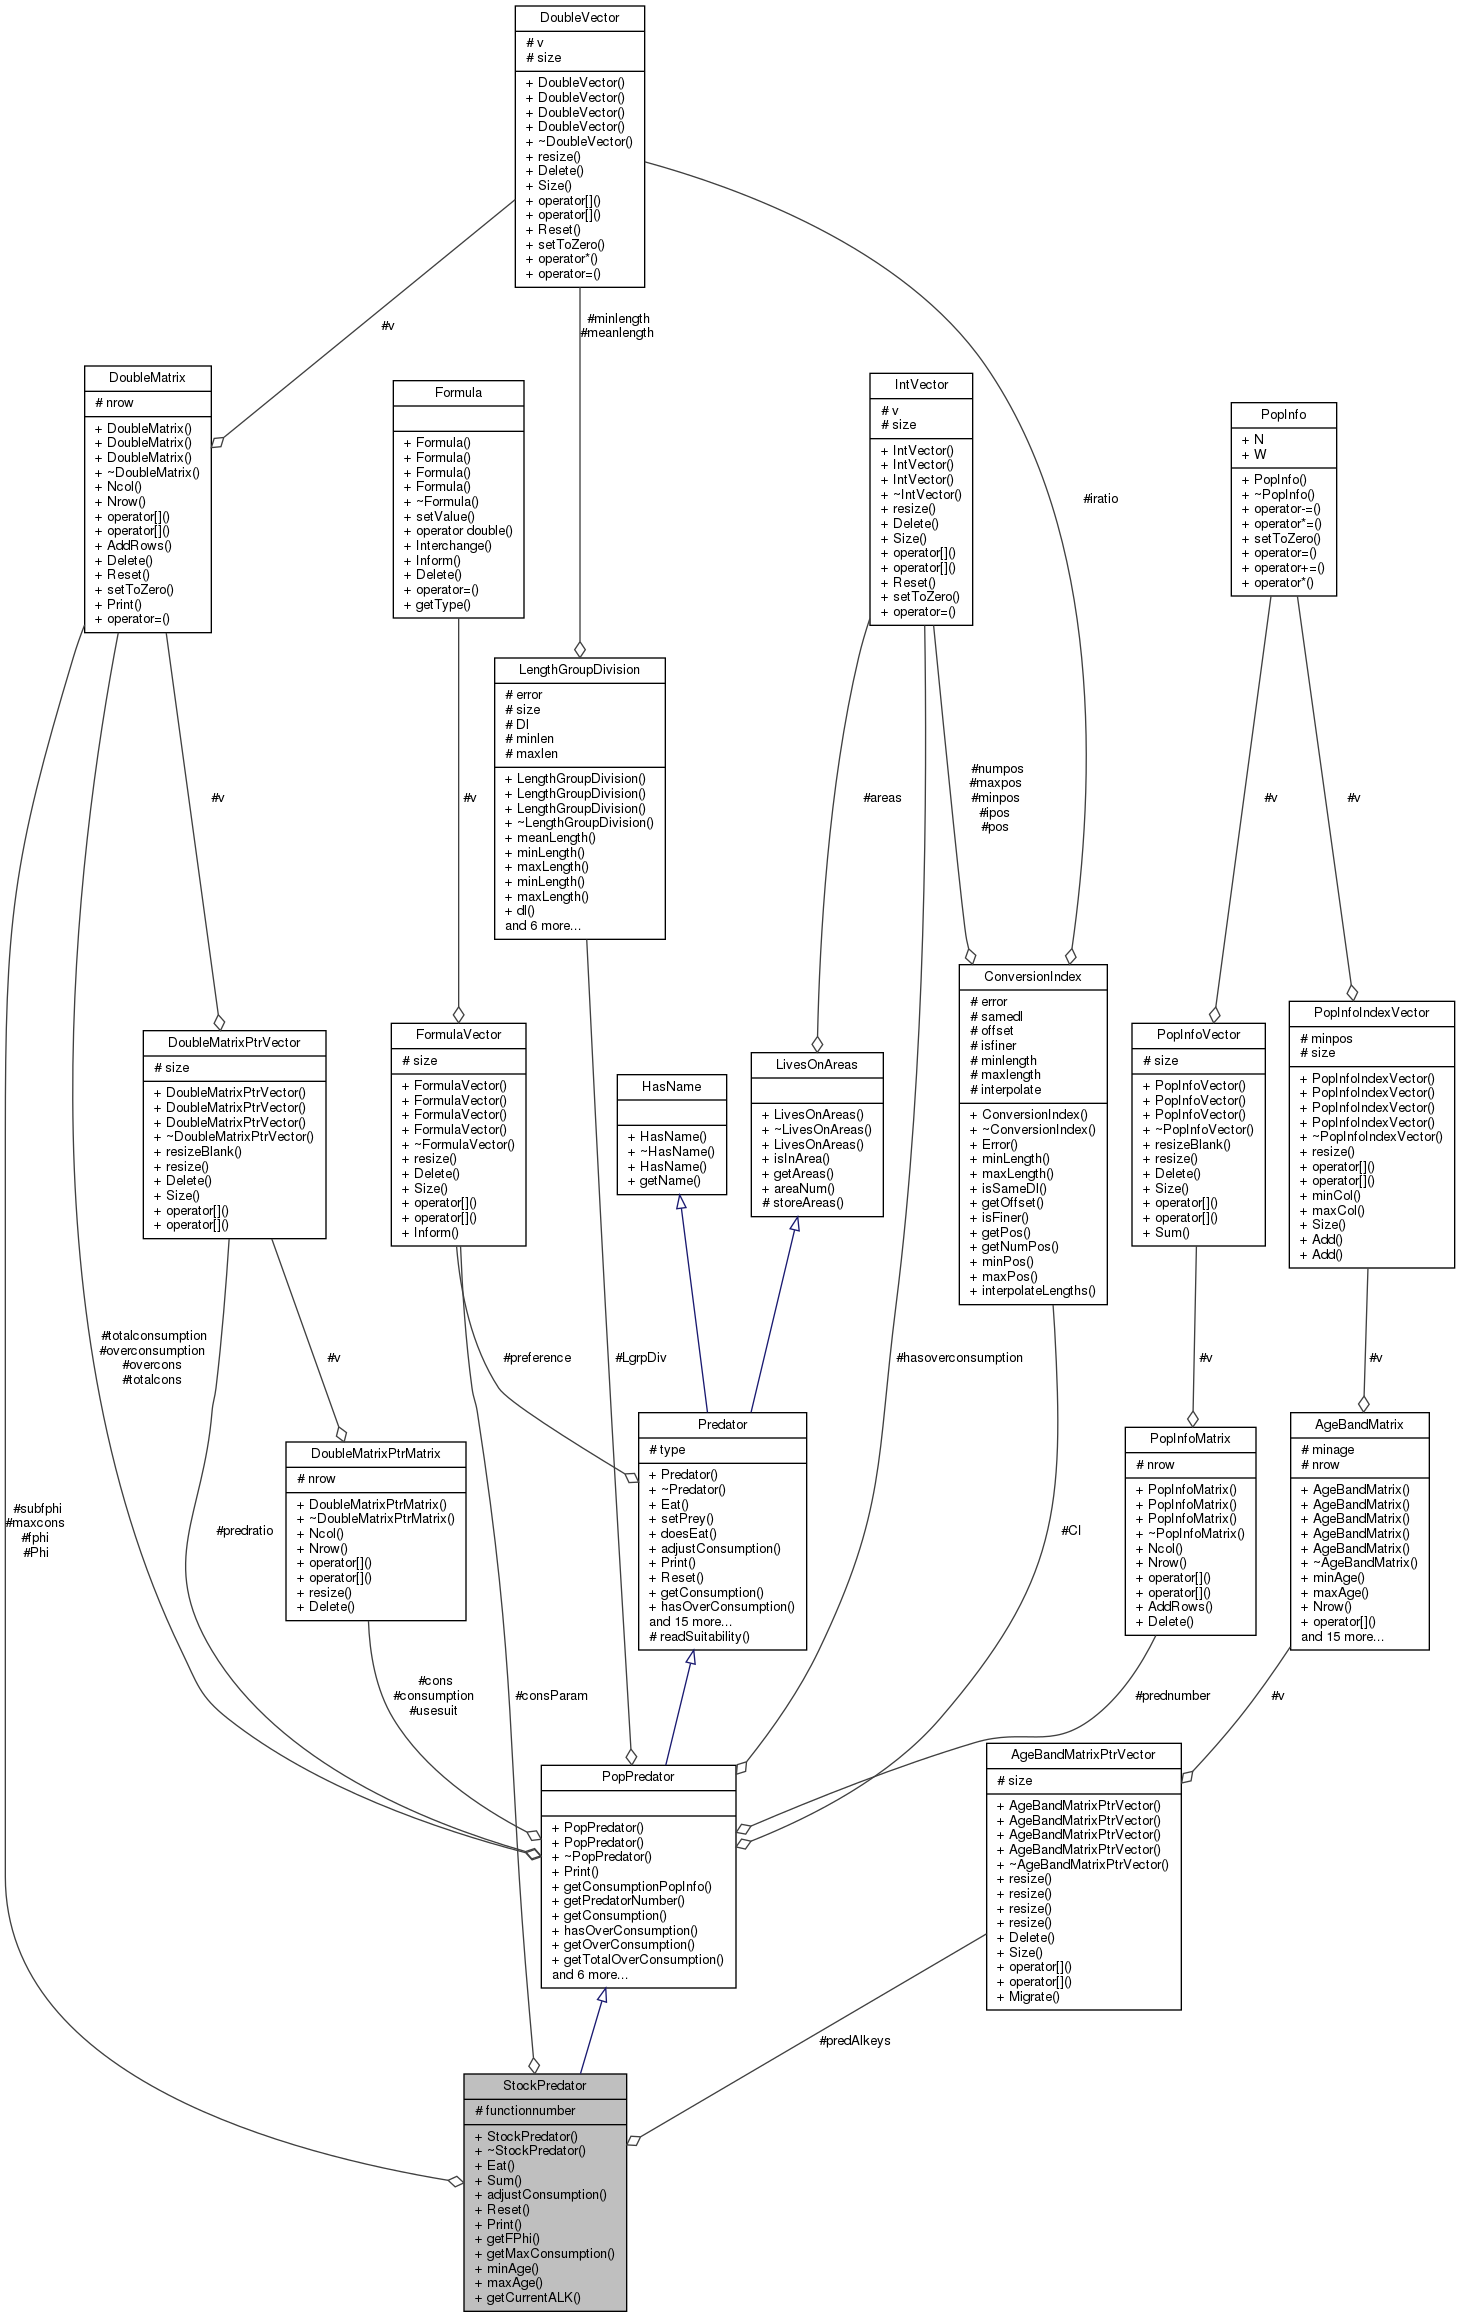 DoubleVector
# v
# size
+ DoubleVector()
+ DoubleVector()
+ DoubleVector()
+ DoubleVector()
+ ~DoubleVector()
+ resize()
+ Delete()
+ Size()
+ operator[]()
+ operator[]()
+ Reset()
+ setToZero()
+ operator*()
+ operator=()
#v
#minlength
#meanlength
#iratio
DoubleMatrix
# nrow
+ DoubleMatrix()
+ DoubleMatrix()
+ DoubleMatrix()
+ ~DoubleMatrix()
+ Ncol()
+ Nrow()
+ operator[]()
+ operator[]()
+ AddRows()
+ Delete()
+ Reset()
+ setToZero()
+ Print()
+ operator=()
Formula
+ Formula()
+ Formula()
+ Formula()
+ Formula()
+ ~Formula()
+ setValue()
+ operator double()
+ Interchange()
+ Inform()
+ Delete()
+ operator=()
+ getType()
IntVector
# v
# size
+ IntVector()
+ IntVector()
+ IntVector()
+ ~IntVector()
+ resize()
+ Delete()
+ Size()
+ operator[]()
+ operator[]()
+ Reset()
+ setToZero()
+ operator=()
PopInfo
+ N
+ W
+ PopInfo()
+ ~PopInfo()
+ operator-=()
+ operator*=()
+ setToZero()
+ operator=()
+ operator+=()
+ operator*()
LengthGroupDivision
# error
# size
# Dl
# minlen
# maxlen
+ LengthGroupDivision()
+ LengthGroupDivision()
+ LengthGroupDivision()
+ ~LengthGroupDivision()
+ meanLength()
+ minLength()
+ maxLength()
+ minLength()
+ maxLength()
+ dl()
and 6 more...
#v
#v
#areas
#numpos
#maxpos
#minpos
#ipos
#pos
#v
#v
DoubleMatrixPtrVector
# size
+ DoubleMatrixPtrVector()
+ DoubleMatrixPtrVector()
+ DoubleMatrixPtrVector()
+ ~DoubleMatrixPtrVector()
+ resizeBlank()
+ resize()
+ Delete()
+ Size()
+ operator[]()
+ operator[]()
FormulaVector
# size
+ FormulaVector()
+ FormulaVector()
+ FormulaVector()
+ FormulaVector()
+ ~FormulaVector()
+ resize()
+ Delete()
+ Size()
+ operator[]()
+ operator[]()
+ Inform()
HasName
+ HasName()
+ ~HasName()
+ HasName()
+ getName()
LivesOnAreas
+ LivesOnAreas()
+ ~LivesOnAreas()
+ LivesOnAreas()
+ isInArea()
+ getAreas()
+ areaNum()
# storeAreas()
ConversionIndex
# error
# samedl
# offset
# isfiner
# minlength
# maxlength
# interpolate
+ ConversionIndex()
+ ~ConversionIndex()
+ Error()
+ minLength()
+ maxLength()
+ isSameDl()
+ getOffset()
+ isFiner()
+ getPos()
+ getNumPos()
+ minPos()
+ maxPos()
+ interpolateLengths()
PopInfoVector
# size
+ PopInfoVector()
+ PopInfoVector()
+ PopInfoVector()
+ ~PopInfoVector()
+ resizeBlank()
+ resize()
+ Delete()
+ Size()
+ operator[]()
+ operator[]()
+ Sum()
PopInfoIndexVector
# minpos
# size
+ PopInfoIndexVector()
+ PopInfoIndexVector()
+ PopInfoIndexVector()
+ PopInfoIndexVector()
+ ~PopInfoIndexVector()
+ resize()
+ operator[]()
+ operator[]()
+ minCol()
+ maxCol()
+ Size()
+ Add()
+ Add()
#totalconsumption
#overconsumption
#overcons
#totalcons
#v
#preference
#LgrpDiv
#hasoverconsumption
#v
#v
#subfphi
#maxcons
#fphi
#Phi
#predratio
DoubleMatrixPtrMatrix
# nrow
+ DoubleMatrixPtrMatrix()
+ ~DoubleMatrixPtrMatrix()
+ Ncol()
+ Nrow()
+ operator[]()
+ operator[]()
+ resize()
+ Delete()
Predator
# type
+ Predator()
+ ~Predator()
+ Eat()
+ setPrey()
+ doesEat()
+ adjustConsumption()
+ Print()
+ Reset()
+ getConsumption()
+ hasOverConsumption()
and 15 more...
# readSuitability()
#CI
PopInfoMatrix
# nrow
+ PopInfoMatrix()
+ PopInfoMatrix()
+ PopInfoMatrix()
+ ~PopInfoMatrix()
+ Ncol()
+ Nrow()
+ operator[]()
+ operator[]()
+ AddRows()
+ Delete()
AgeBandMatrix
# minage
# nrow
+ AgeBandMatrix()
+ AgeBandMatrix()
+ AgeBandMatrix()
+ AgeBandMatrix()
+ AgeBandMatrix()
+ ~AgeBandMatrix()
+ minAge()
+ maxAge()
+ Nrow()
+ operator[]()
and 15 more...
#cons
#consumption
#usesuit
#consParam
#prednumber
#v
PopPredator
+ PopPredator()
+ PopPredator()
+ ~PopPredator()
+ Print()
+ getConsumptionPopInfo()
+ getPredatorNumber()
+ getConsumption()
+ hasOverConsumption()
+ getOverConsumption()
+ getTotalOverConsumption()
and 6 more...
AgeBandMatrixPtrVector
# size
+ AgeBandMatrixPtrVector()
+ AgeBandMatrixPtrVector()
+ AgeBandMatrixPtrVector()
+ AgeBandMatrixPtrVector()
+ ~AgeBandMatrixPtrVector()
+ resize()
+ resize()
+ resize()
+ resize()
+ Delete()
+ Size()
+ operator[]()
+ operator[]()
+ Migrate()
#predAlkeys
StockPredator
# functionnumber
+ StockPredator()
+ ~StockPredator()
+ Eat()
+ Sum()
+ adjustConsumption()
+ Reset()
+ Print()
+ getFPhi()
+ getMaxConsumption()
+ minAge()
+ maxAge()
+ getCurrentALK()